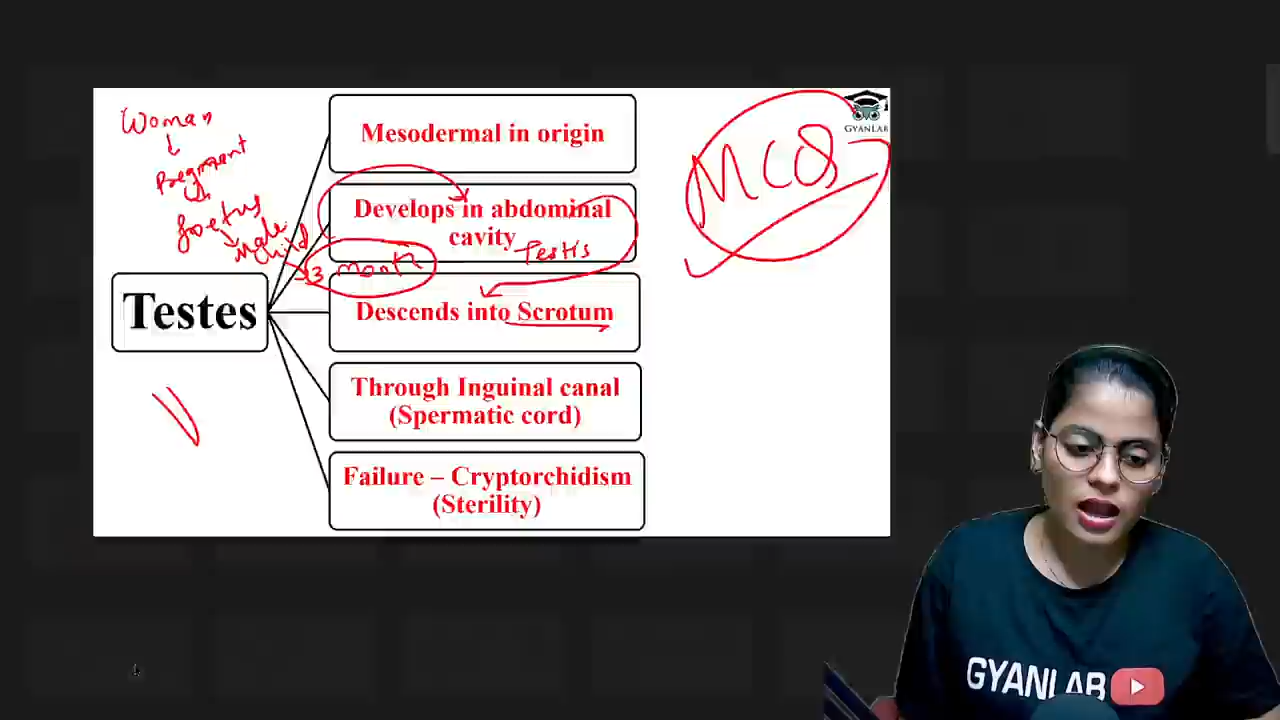 Woman
Pregnant
foetus
Male
child
3 month
Testes
Mesodermal in origin
Develops in abdominal
cavity
Testis
Descends into Scrotum
Through Inguinal canal
(Spermatic cord)
Failure – Cryptorchidism
(Sterility)
MCQ
GYANLAB
GYANLAB